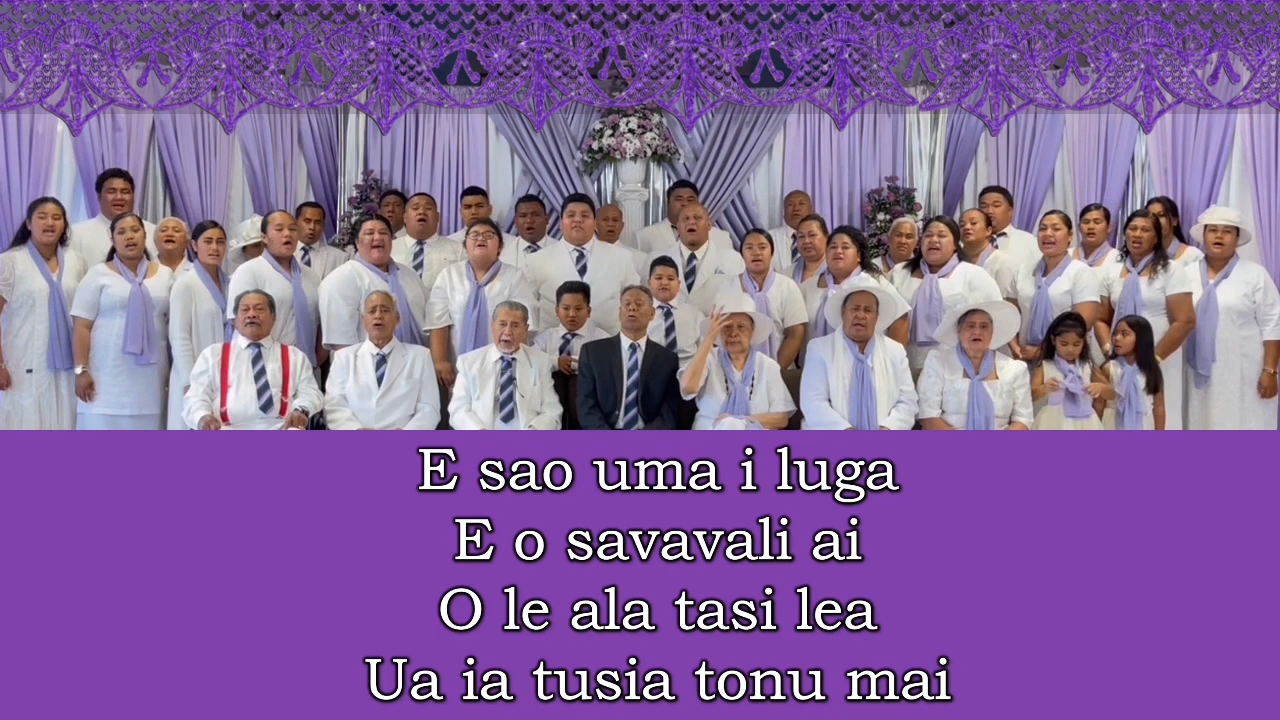 E sao uma i luga
E o savavali ai
O le ala tasi lea
Ua ia tusia tonu mai